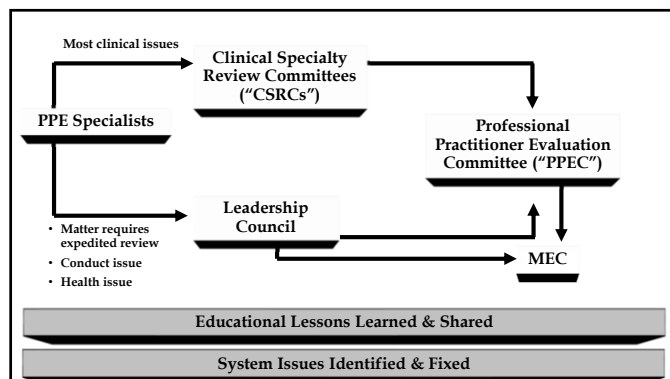 Most clinical issues
Clinical Specialty
Review Committees
(“CSRCs”)
PPE Specialists
Professional
Practitioner Evaluation
Committee (“PPEC”)
Leadership
Council
• Matter requires
expedited review
• Conduct issue
• Health issue
MEC
Educational Lessons Learned & Shared
System Issues Identified & Fixed